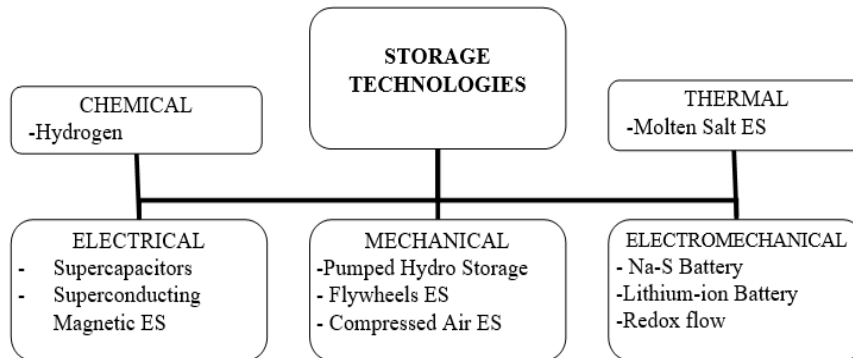 STORAGE
TECHNOLOGIES
CHEMICAL
-Hydrogen
THERMAL
-Molten Salt ES
ELECTRICAL
- Supercapacitors
- Superconducting
Magnetic ES
MECHANICAL
-Pumped Hydro Storage
- Flywheels ES
- Compressed Air ES
ELECTROMECHANICAL
- Na-S Battery
-Lithium-ion Battery
-Redox flow